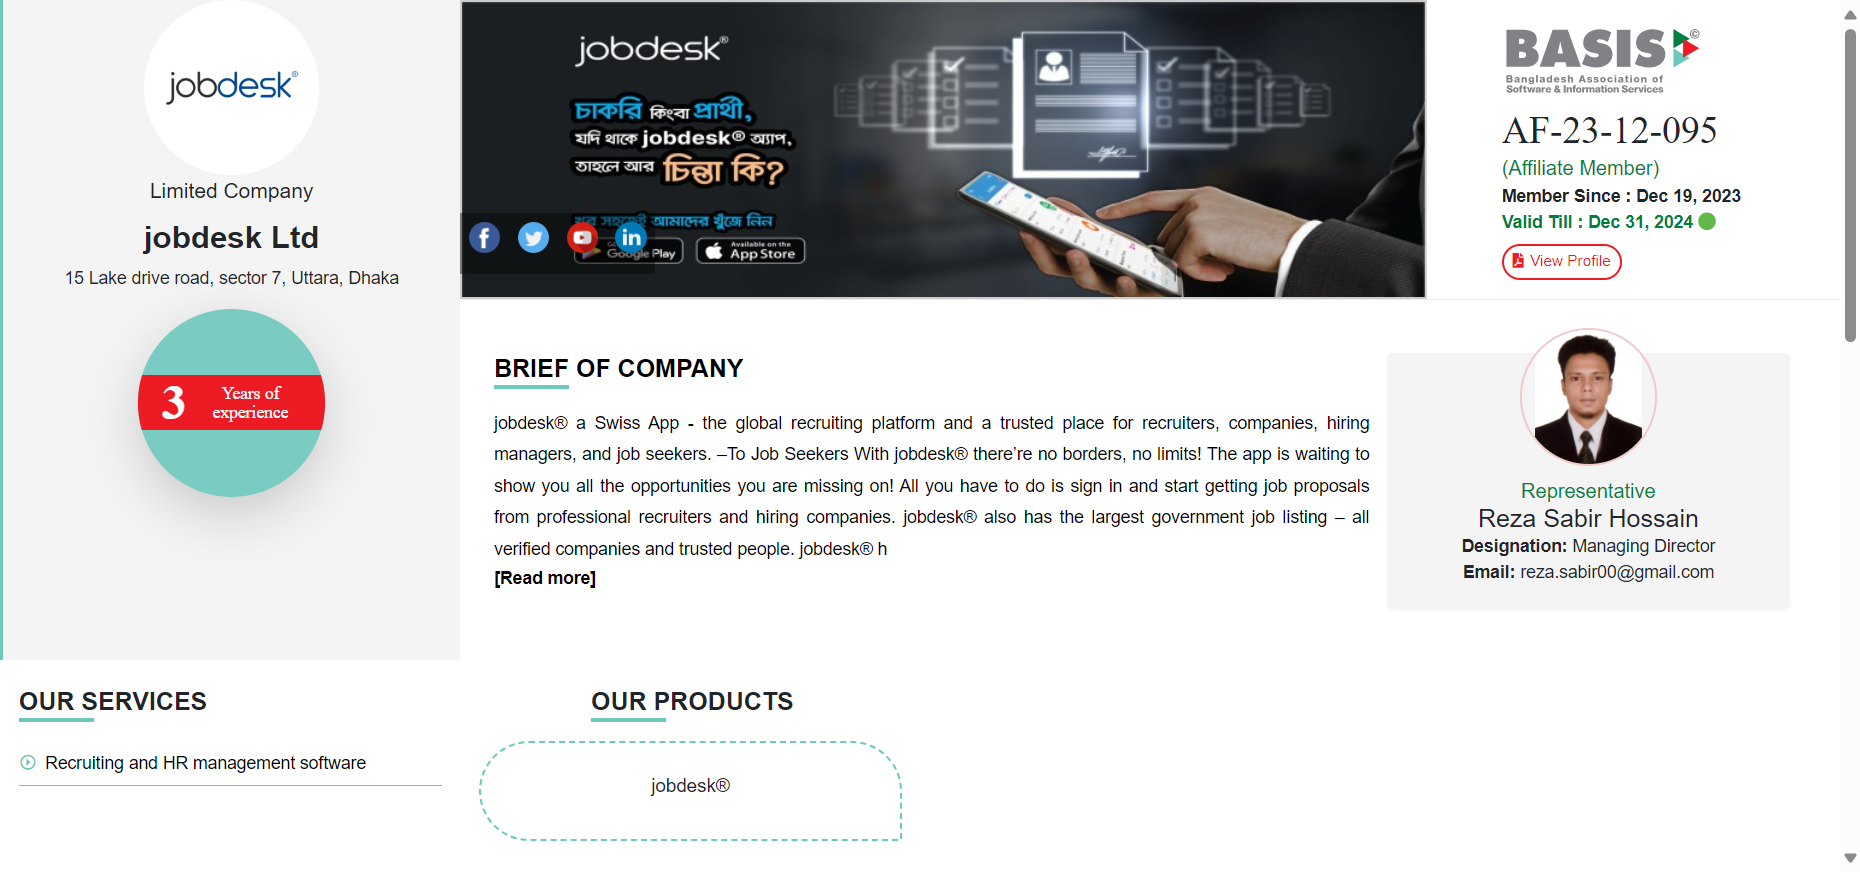 jobdesk®
Limited Company
jobdesk Ltd
15 Lake drive road, sector 7, Uttara, Dhaka
3
Years of
experience
jobdesk®
চাকরি কিংবা প্রার্থী,
যদি থাকে jobdesk® অ্যাপ,
তাহলে আর চিন্তা কি?
খুব সহজেই আমাদের খুঁজে নিন
Google Play
Available on the
App Store
BASIS©
Bangladesh Association of
Software & Information Services
AF-23-12-095
(Affiliate Member)
Member Since : Dec 19, 2023
Valid Till : Dec 31, 2024
View Profile
BRIEF OF COMPANY
jobdesk® a Swiss App - the global recruiting platform and a trusted place for recruiters, companies, hiring
managers, and job seekers. –To Job Seekers With jobdesk® there’re no borders, no limits! The app is waiting to
show you all the opportunities you are missing on! All you have to do is sign in and start getting job proposals
from professional recruiters and hiring companies. jobdesk® also has the largest government job listing – all
verified companies and trusted people. jobdesk® h
[Read more]
Representative
Reza Sabir Hossain
Designation: Managing Director
Email: reza.sabir00@gmail.com
OUR SERVICES
Recruiting and HR management software
OUR PRODUCTS
jobdesk®